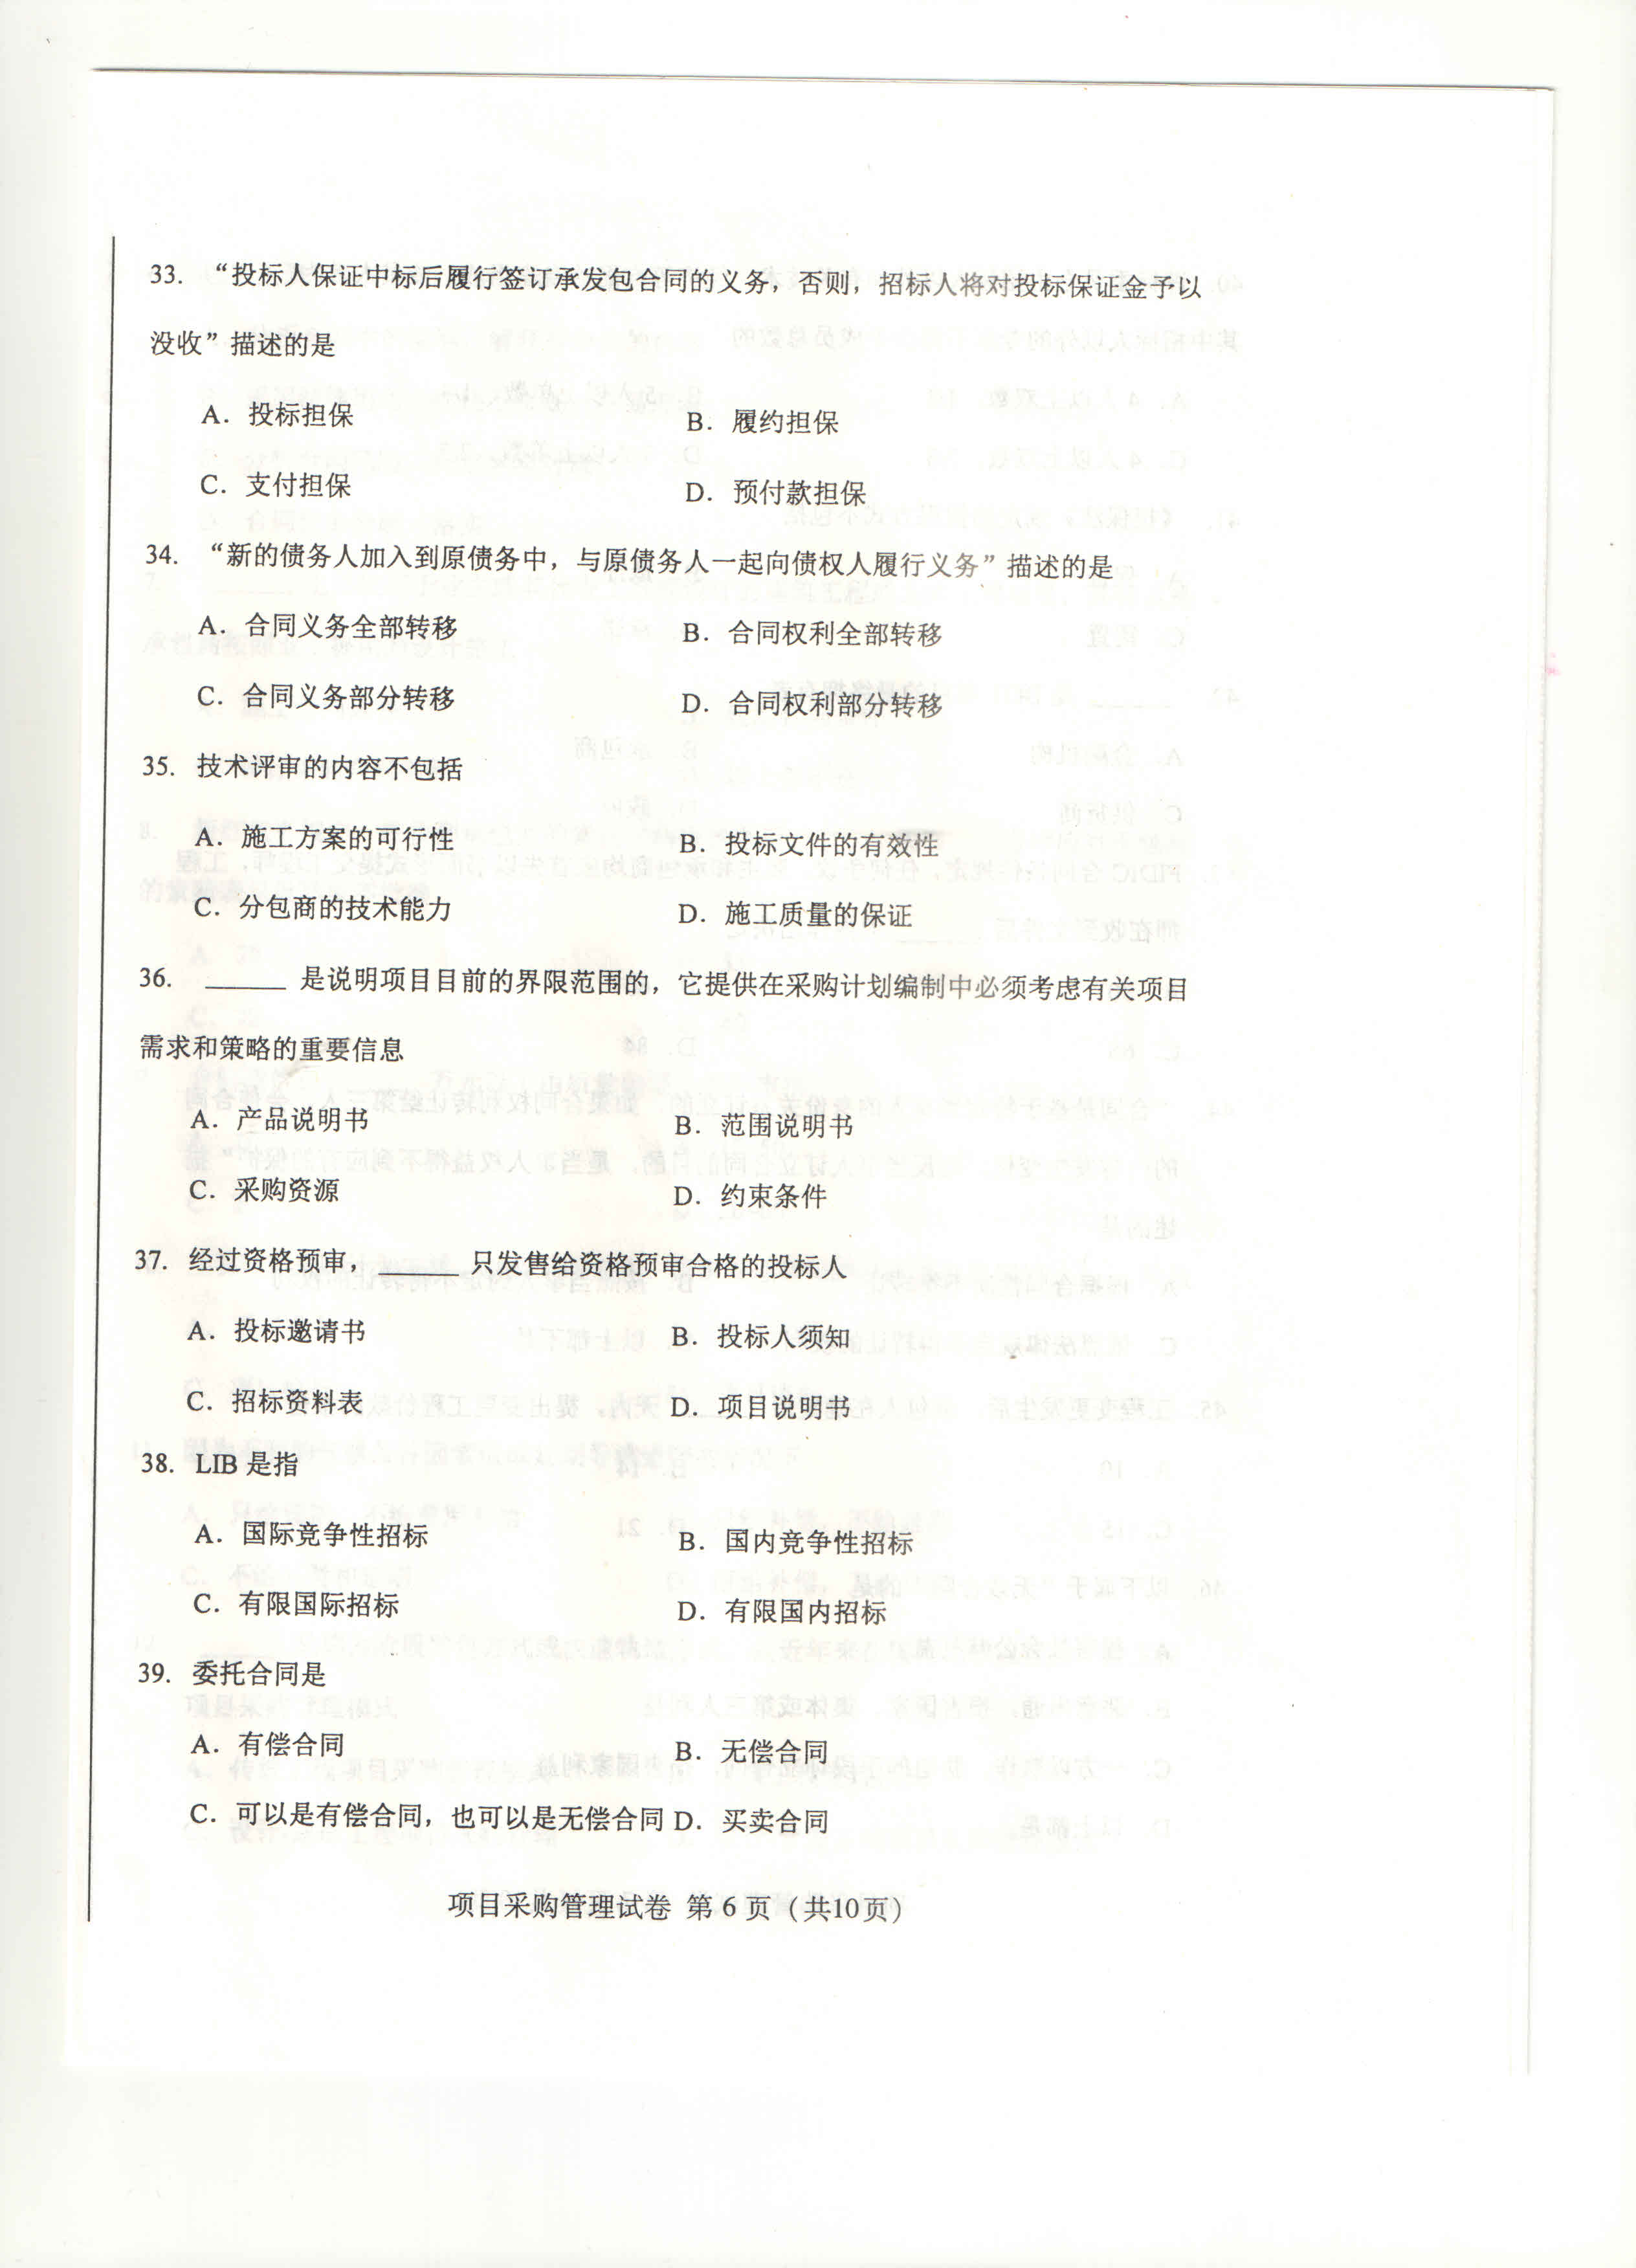 33. “投标人保证中标后履行签订承发包合同的义务，否则，招标人将对投标保证金予以
没收”描述的是
A. 投标担保 B. 履约担保
C. 支付担保 D. 预付款担保
34. “新的债务人加入到原债务中，与原债务人一起向债权人履行义务”描述的是
A. 合同义务全部转移 B. 合同权利全部转移
C. 合同义务部分转移 D. 合同权利部分转移
35. 技术评审的内容不包括
A. 施工方案的可行性 B. 投标文件的有效性
C. 分包商的技术能力 D. 施工质量的保证
36. ______ 是说明项目目前的界限范围的，它提供在采购计划编制中必须考虑有关项目
需求和策略的重要信息
A. 产品说明书 B. 范围说明书
C. 采购资源 D. 约束条件
37. 经过资格预审，______ 只发售给资格预审合格的投标人
A. 投标邀请书 B. 投标人须知
C. 招标资料表 D. 项目说明书
38. LIB 是指
A. 国际竞争性招标 B. 国内竞争性招标
C. 有限国际招标 D. 有限国内招标
39. 委托合同是
A. 有偿合同 B. 无偿合同
C. 可以是有偿合同，也可以是无偿合同 D. 买卖合同
项目采购管理试卷 第 6 页（共10页）